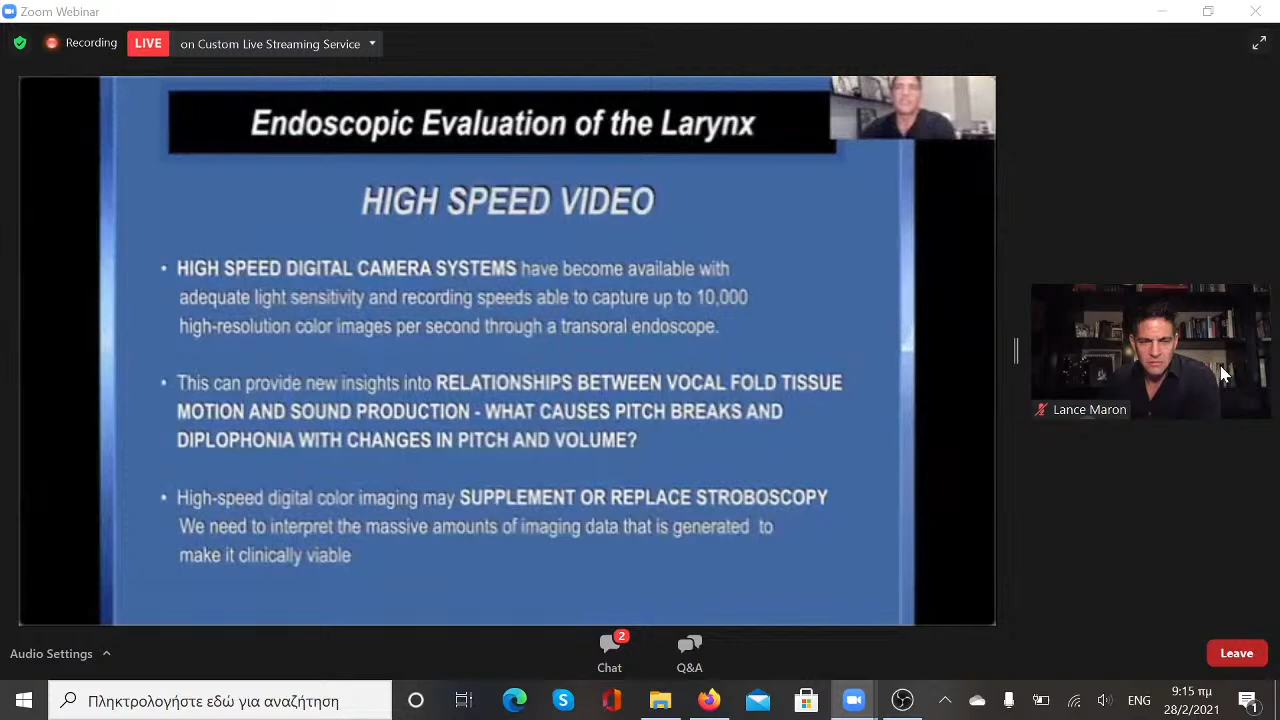 Zoom Webinar
Recording
LIVE
on Custom Live Streaming Service
Endoscopic Evaluation of the Larynx
HIGH SPEED VIDEO
• HIGH SPEED DIGITAL CAMERA SYSTEMS have become available with
adequate light sensitivity and recording speeds able to capture up to 10,000
high-resolution color images per second through a transoral endoscope.
• This can provide new insights into RELATIONSHIPS BETWEEN VOCAL FOLD TISSUE
MOTION AND SOUND PRODUCTION - WHAT CAUSES PITCH BREAKS AND
DIPLOPHONIA WITH CHANGES IN PITCH AND VOLUME?
• High-speed digital color imaging may SUPPLEMENT OR REPLACE STROBOSCOPY
We need to interpret the massive amounts of imaging data that is generated to
make it clinically viable
Lance Maron
Audio Settings
2
Chat
Q&A
Leave
Πληκτρολογήστε εδώ για αναζήτηση
ENG
9:15 πμ
28/2/2021
1